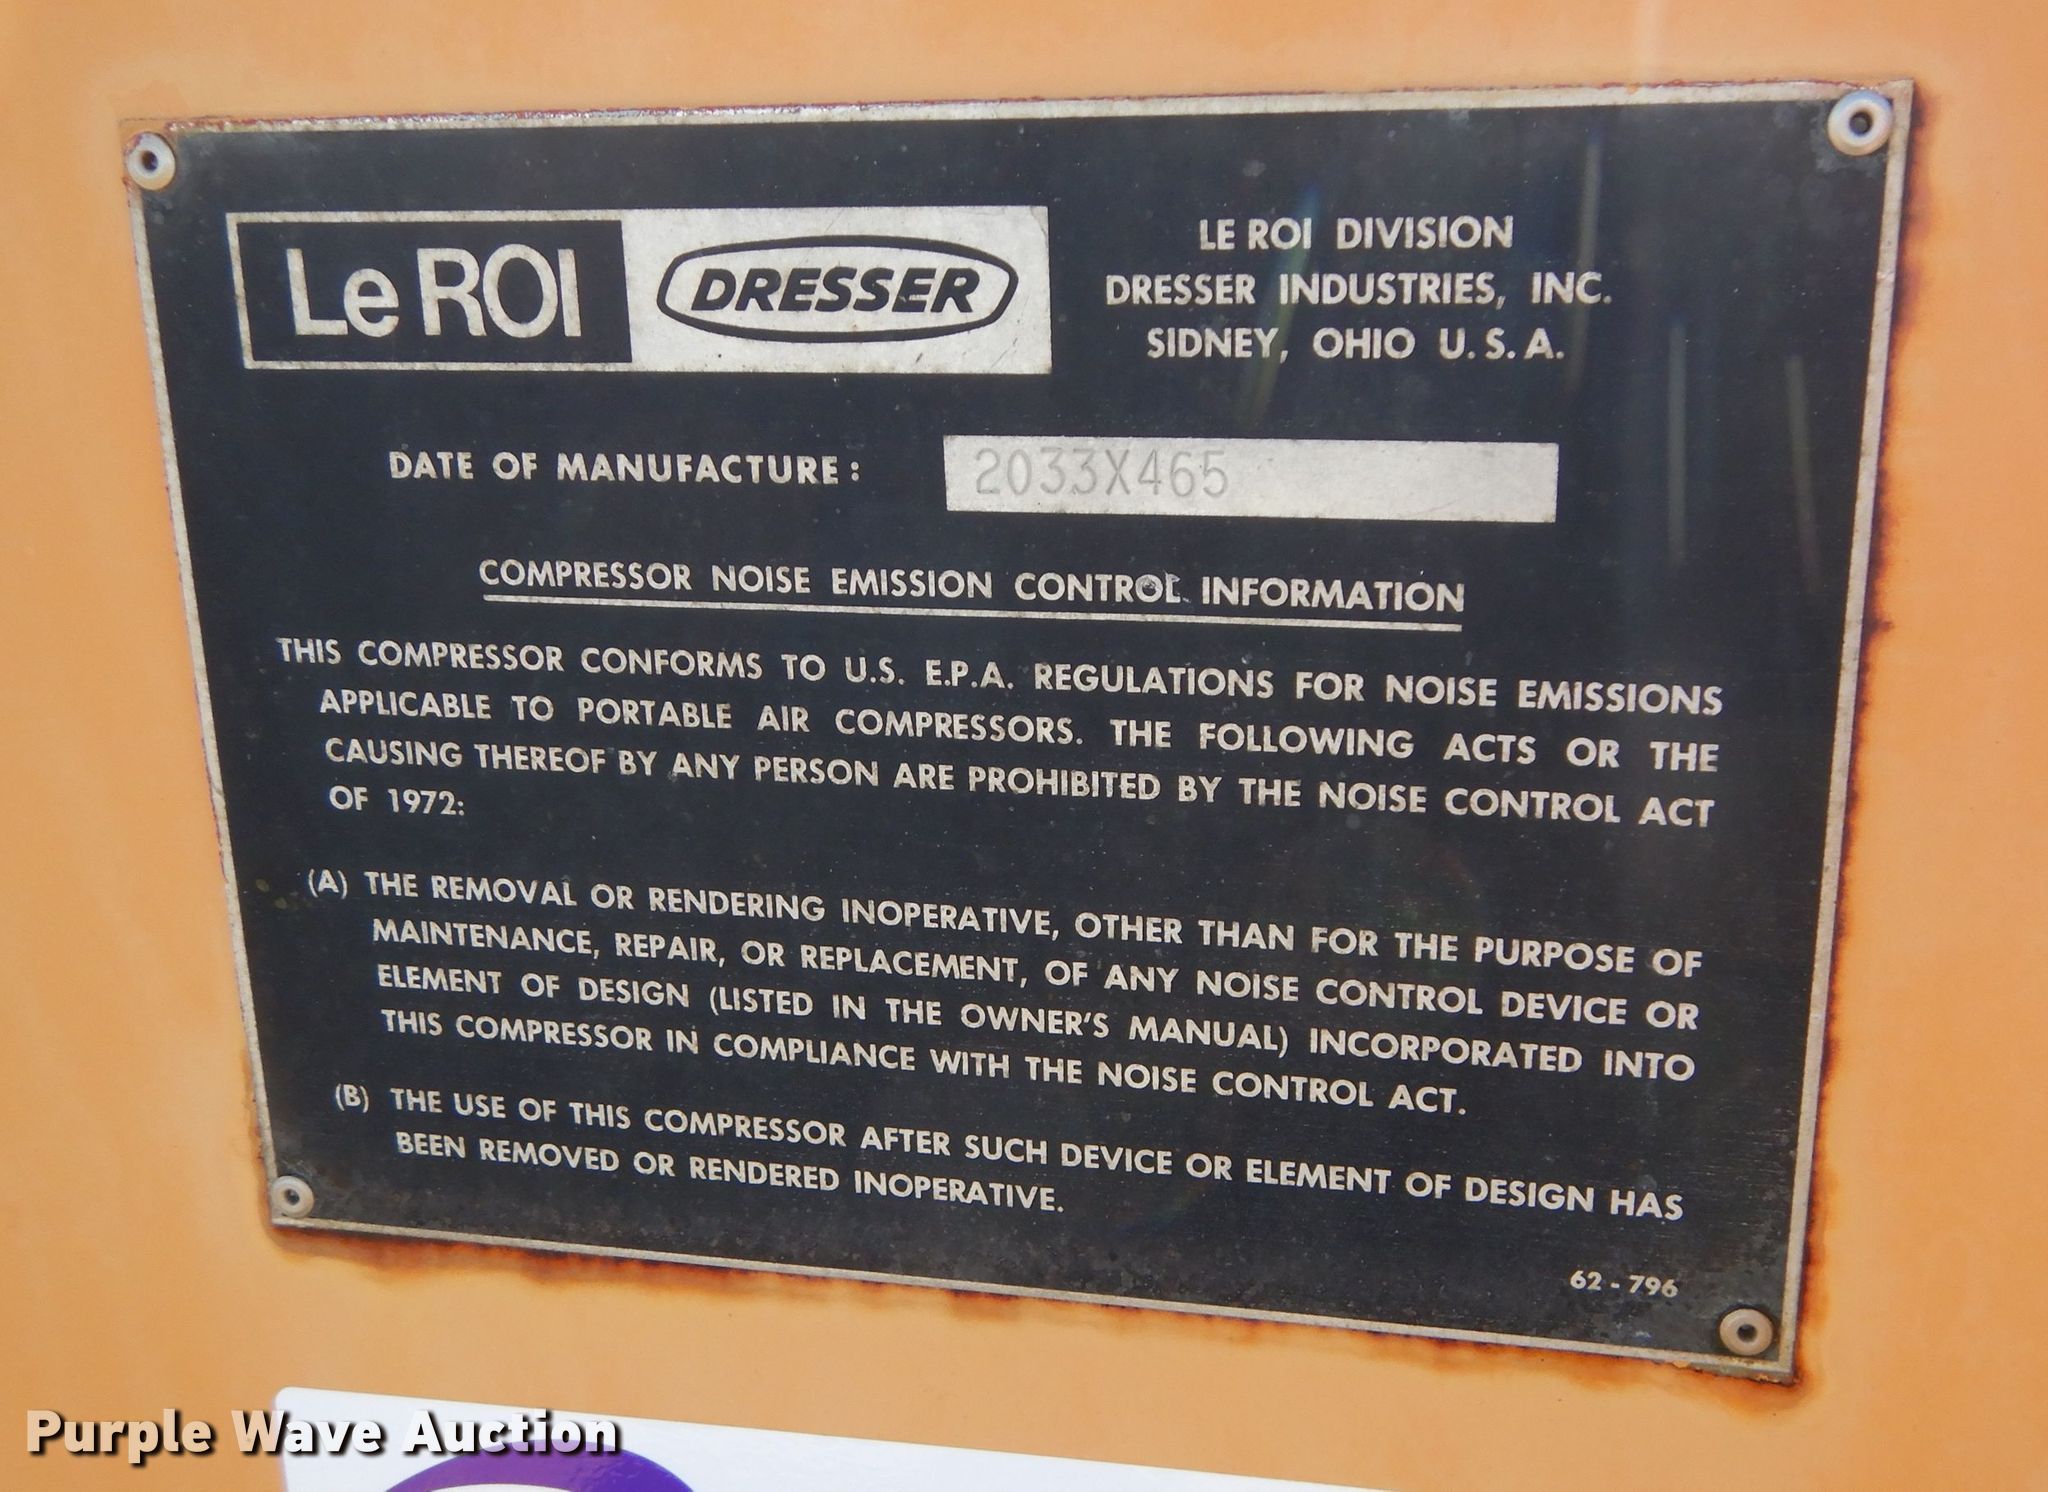 Le ROI DRESSER
LE ROI DIVISION
DRESSER INDUSTRIES, INC.
SIDNEY, OHIO U. S. A.
DATE OF MANUFACTURE: 2033X465
COMPRESSOR NOISE EMISSION CONTROL INFORMATION
THIS COMPRESSOR CONFORMS TO U.S. E.P.A. REGULATIONS FOR NOISE EMISSIONS
APPLICABLE TO PORTABLE AIR COMPRESSORS. THE FOLLOWING ACTS OR THE
CAUSING THEREOF BY ANY PERSON ARE PROHIBITED BY THE NOISE CONTROL ACT
OF 1972:
(A) THE REMOVAL OR RENDERING INOPERATIVE, OTHER THAN FOR THE PURPOSE OF
MAINTENANCE, REPAIR, OR REPLACEMENT, OF ANY NOISE CONTROL DEVICE OR
ELEMENT OF DESIGN (LISTED IN THE OWNER'S MANUAL) INCORPORATED INTO
THIS COMPRESSOR IN COMPLIANCE WITH THE NOISE CONTROL ACT.
(B) THE USE OF THIS COMPRESSOR AFTER SUCH DEVICE OR ELEMENT OF DESIGN HAS
BEEN REMOVED OR RENDERED INOPERATIVE.
62 - 796
Purple Wave Auction